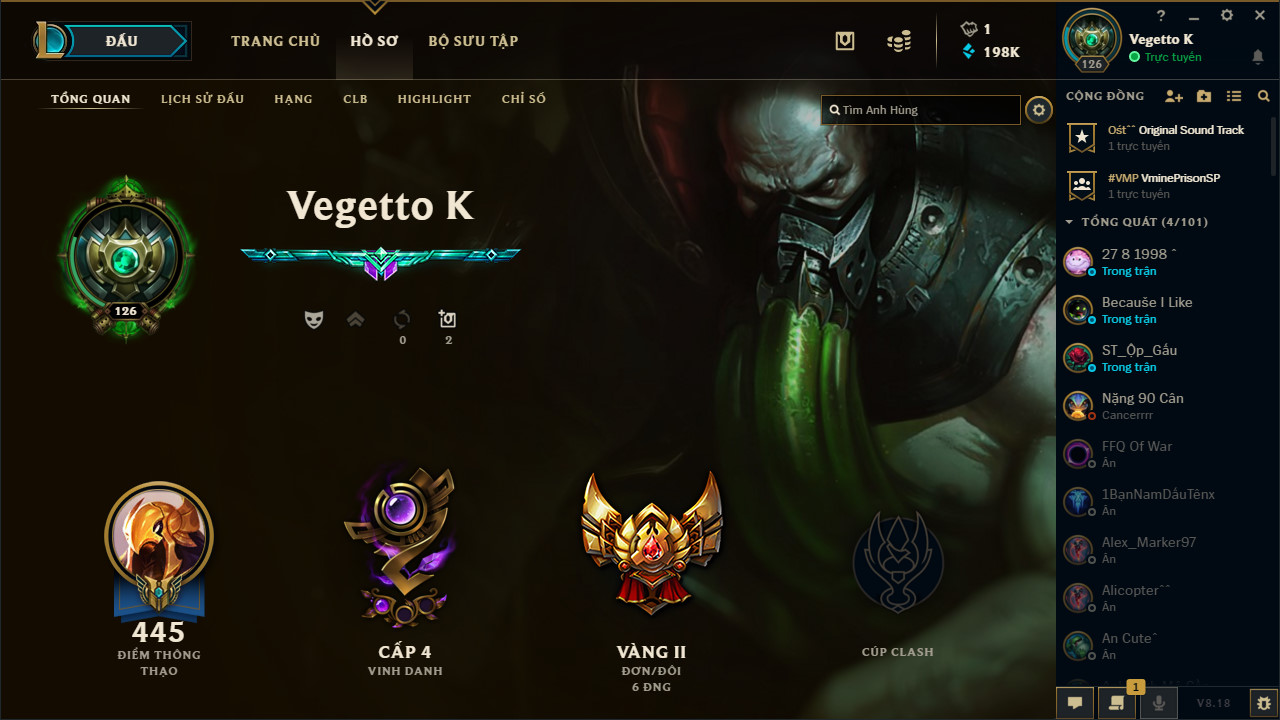 ĐẤU
TRANG CHỦ
HỒ SƠ
BỘ SƯU TẬP
1
198K
?
Vegetto K
Trực tuyến
126
TỔNG QUAN
LỊCH SỬ ĐẤU
HẠNG
CLB
HIGHLIGHT
CHỈ SỐ
Tìm Anh Hùng
CỘNG ĐỒNG
Ośtˆˆ Original Sound Track
1 trực tuyến
#VMP VminePrisonSP
1 trực tuyến
TỔNG QUÁT (4/101)
27 8 1998 ˆ
Trong trận
Becauše I Like
Trong trận
ST_Ộp_Gấu
Trong trận
Nặng 90 Cân
Cancerrrr
FFQ Of War
Ẩn
1BạnNamDấuTênx
Ẩn
Alex_Marker97
Ẩn
Alicopterˆˆ
Ẩn
An Cuteˆ
Ẩn
Vegetto K
126
0
2
445
ĐIỂM THÔNG
THẠO
CẤP 4
VINH DANH
VÀNG II
ĐƠN/ĐÔI
6 ĐNG
CÚP CLASH
1
V8.18